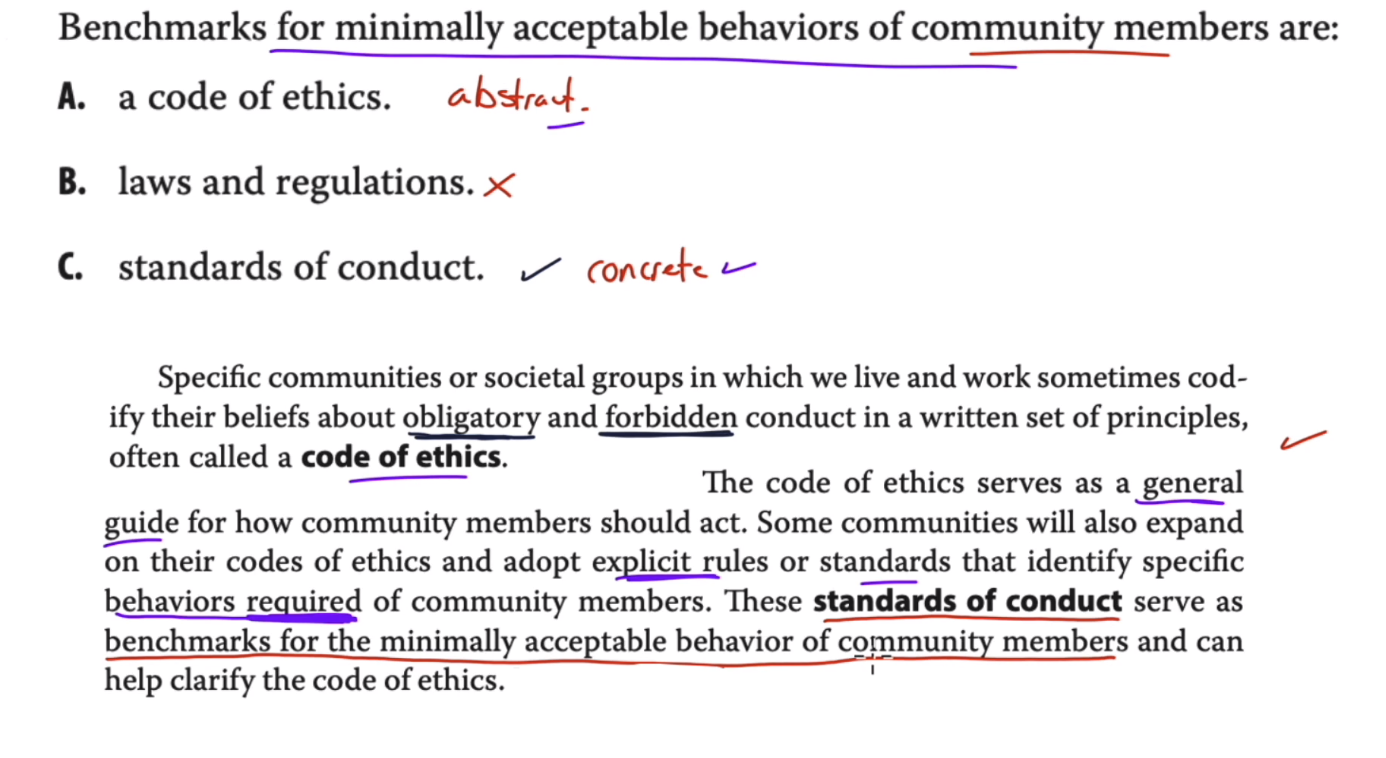 Benchmarks for minimally acceptable behaviors of community members are:
A. a code of ethics. abstract.
B. laws and regulations. ×
C. standards of conduct. ✓ concrete ✓
Specific communities or societal groups in which we live and work sometimes cod-
ify their beliefs about obligatory and forbidden conduct in a written set of principles,
often called a code of ethics.
The code of ethics serves as a general
guide for how community members should act. Some communities will also expand
on their codes of ethics and adopt explicit rules or standards that identify specific
behaviors required of community members. These standards of conduct serve as
benchmarks for the minimally acceptable behavior of community members and can
help clarify the code of ethics.